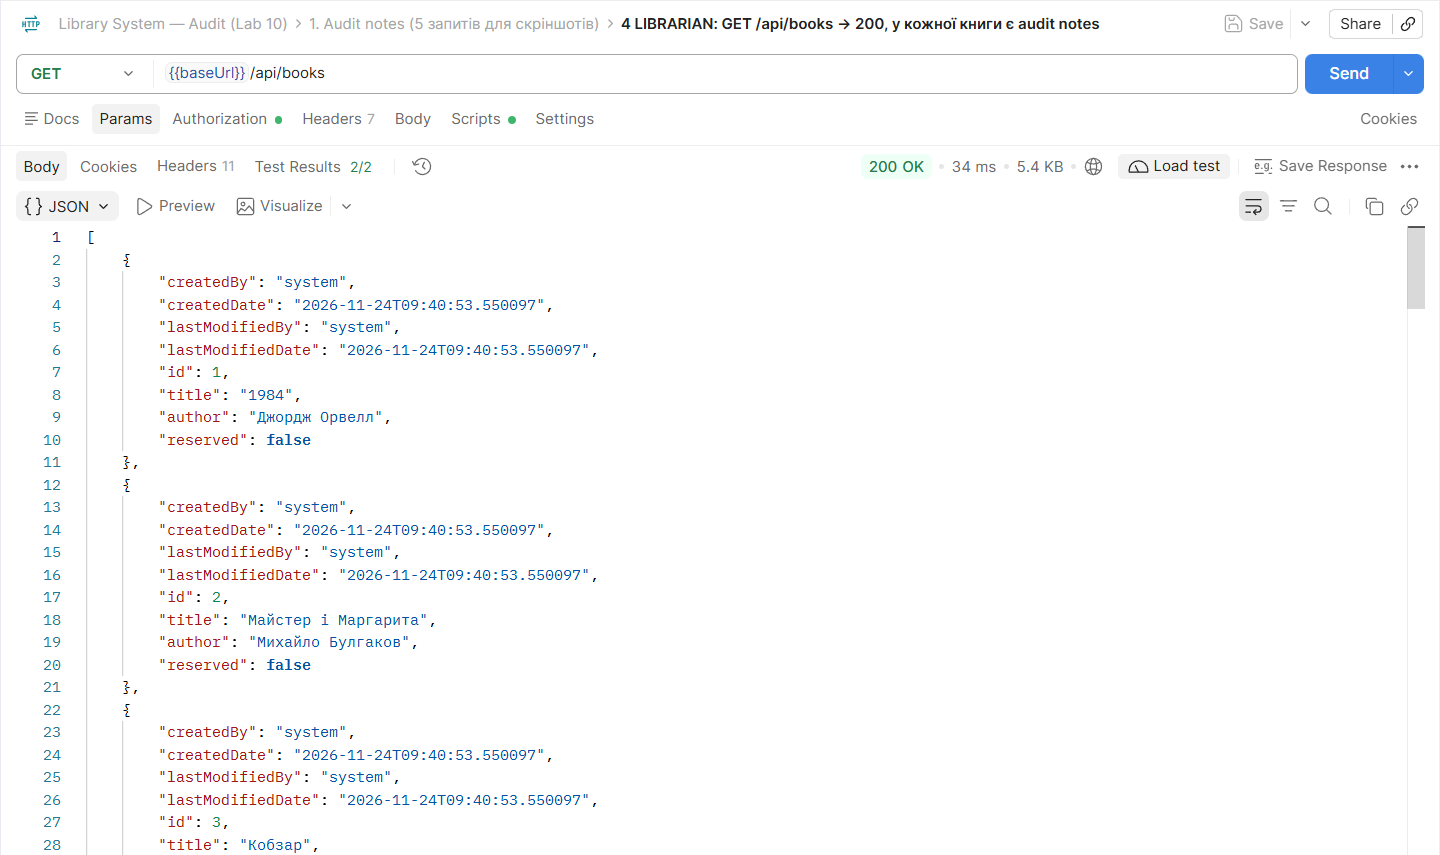 HTTP Library System — Audit (Lab 10) > 1. Audit notes (5 запитів для скріншотів) > 4 LIBRARIAN: GET /api/books → 200, у кожної книги є audit notes Save Share
GET {{baseUrl}} /api/books Send
Docs Params Authorization Headers 7 Body Scripts Settings Cookies
Body Cookies Headers 11 Test Results 2/2 200 OK • 34 ms • 5.4 KB • Load test e.g. Save Response
{} JSON Preview Visualize
1 [
2 {
3 "createdBy": "system",
4 "createdDate": "2026-11-24T09:40:53.550097",
5 "lastModifiedBy": "system",
6 "lastModifiedDate": "2026-11-24T09:40:53.550097",
7 "id": 1,
8 "title": "1984",
9 "author": "Джордж Орвелл",
10 "reserved": false
11 },
12 {
13 "createdBy": "system",
14 "createdDate": "2026-11-24T09:40:53.550097",
15 "lastModifiedBy": "system",
16 "lastModifiedDate": "2026-11-24T09:40:53.550097",
17 "id": 2,
18 "title": "Майстер і Маргарита",
19 "author": "Михайло Булгаков",
20 "reserved": false
21 },
22 {
23 "createdBy": "system",
24 "createdDate": "2026-11-24T09:40:53.550097",
25 "lastModifiedBy": "system",
26 "lastModifiedDate": "2026-11-24T09:40:53.550097",
27 "id": 3,
28 "title": "Кобзар",